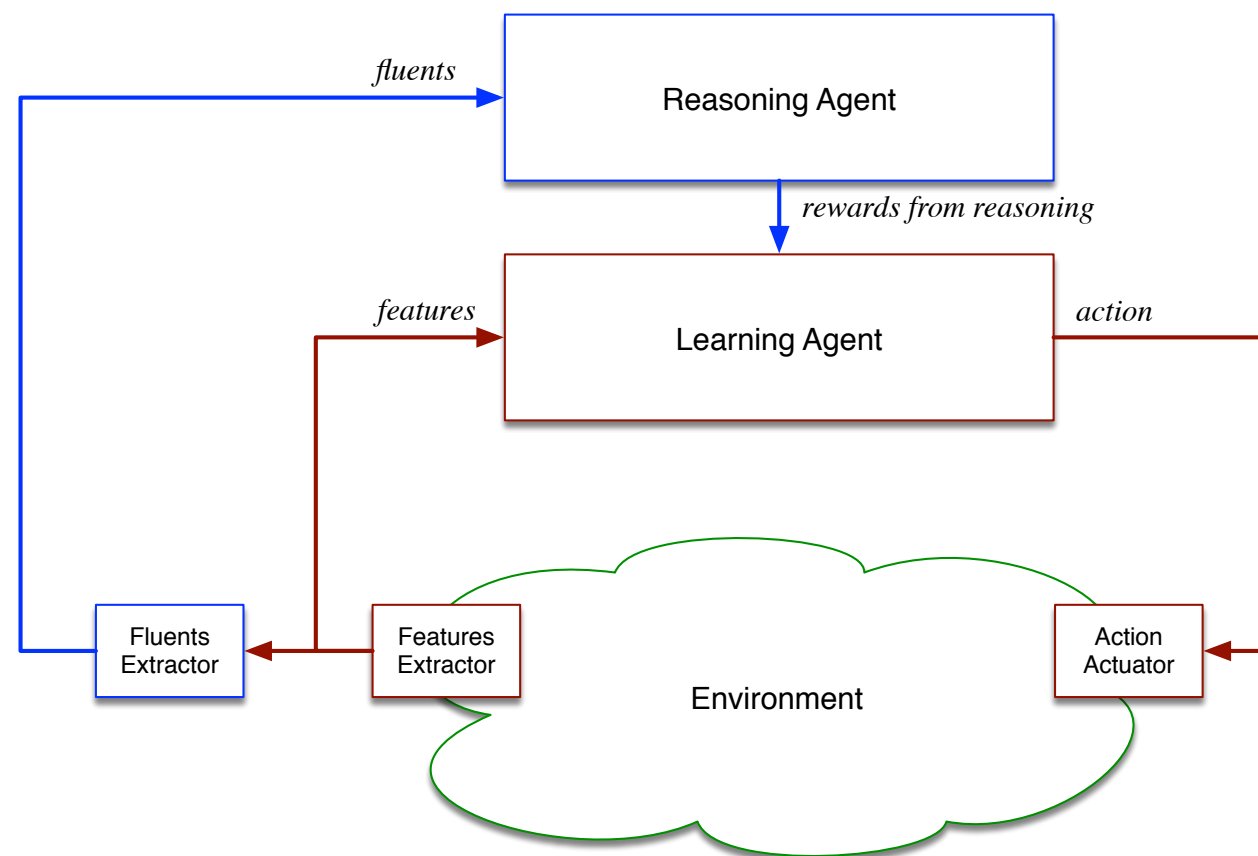 fluents
Reasoning Agent
rewards from reasoning
features
Learning Agent
action
Fluents
Extractor
Features
Extractor
Environment
Action
Actuator